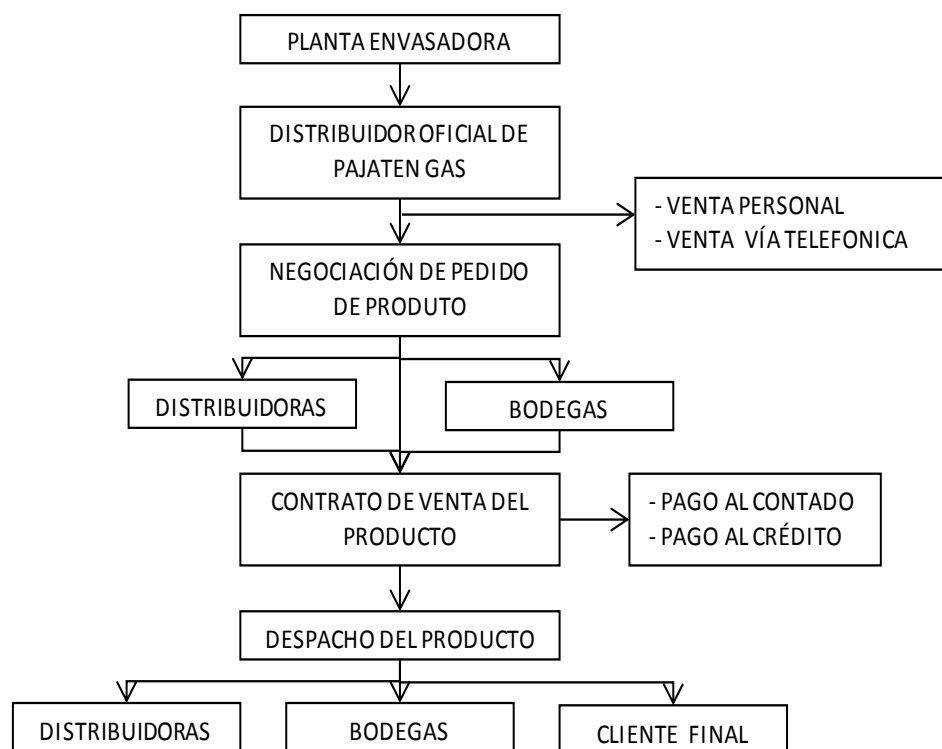 PLANTA ENVASADORA
DISTRIBUIDOR OFICIAL DE
PAJATEN GAS
- VENTA PERSONAL
- VENTA VÍA TELEFONICA
NEGOCIACIÓN DE PEDIDO
DE PRODUTO
DISTRIBUIDORAS
BODEGAS
CONTRATO DE VENTA DEL
PRODUCTO
- PAGO AL CONTADO
- PAGO AL CRÉDITO
DESPACHO DEL PRODUCTO
DISTRIBUIDORAS
BODEGAS
CLIENTE FINAL